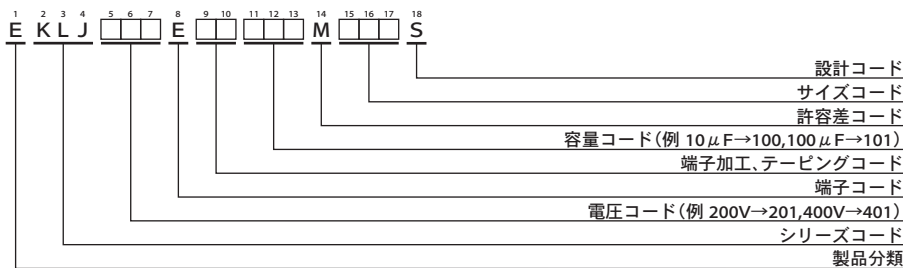 1 2 3 4 5 6 7 8 9 10 11 12 13 14 15 16 17 18
E KLJ □□□ E □□ □□□ M □□□ S
設計コード
サイズコード
許容差コード
容量コード(例 10μF→100,100μF→101)
端子加工、テーピングコード
端子コード
電圧コード(例 200V→201,400V→401)
シリーズコード
製品分類